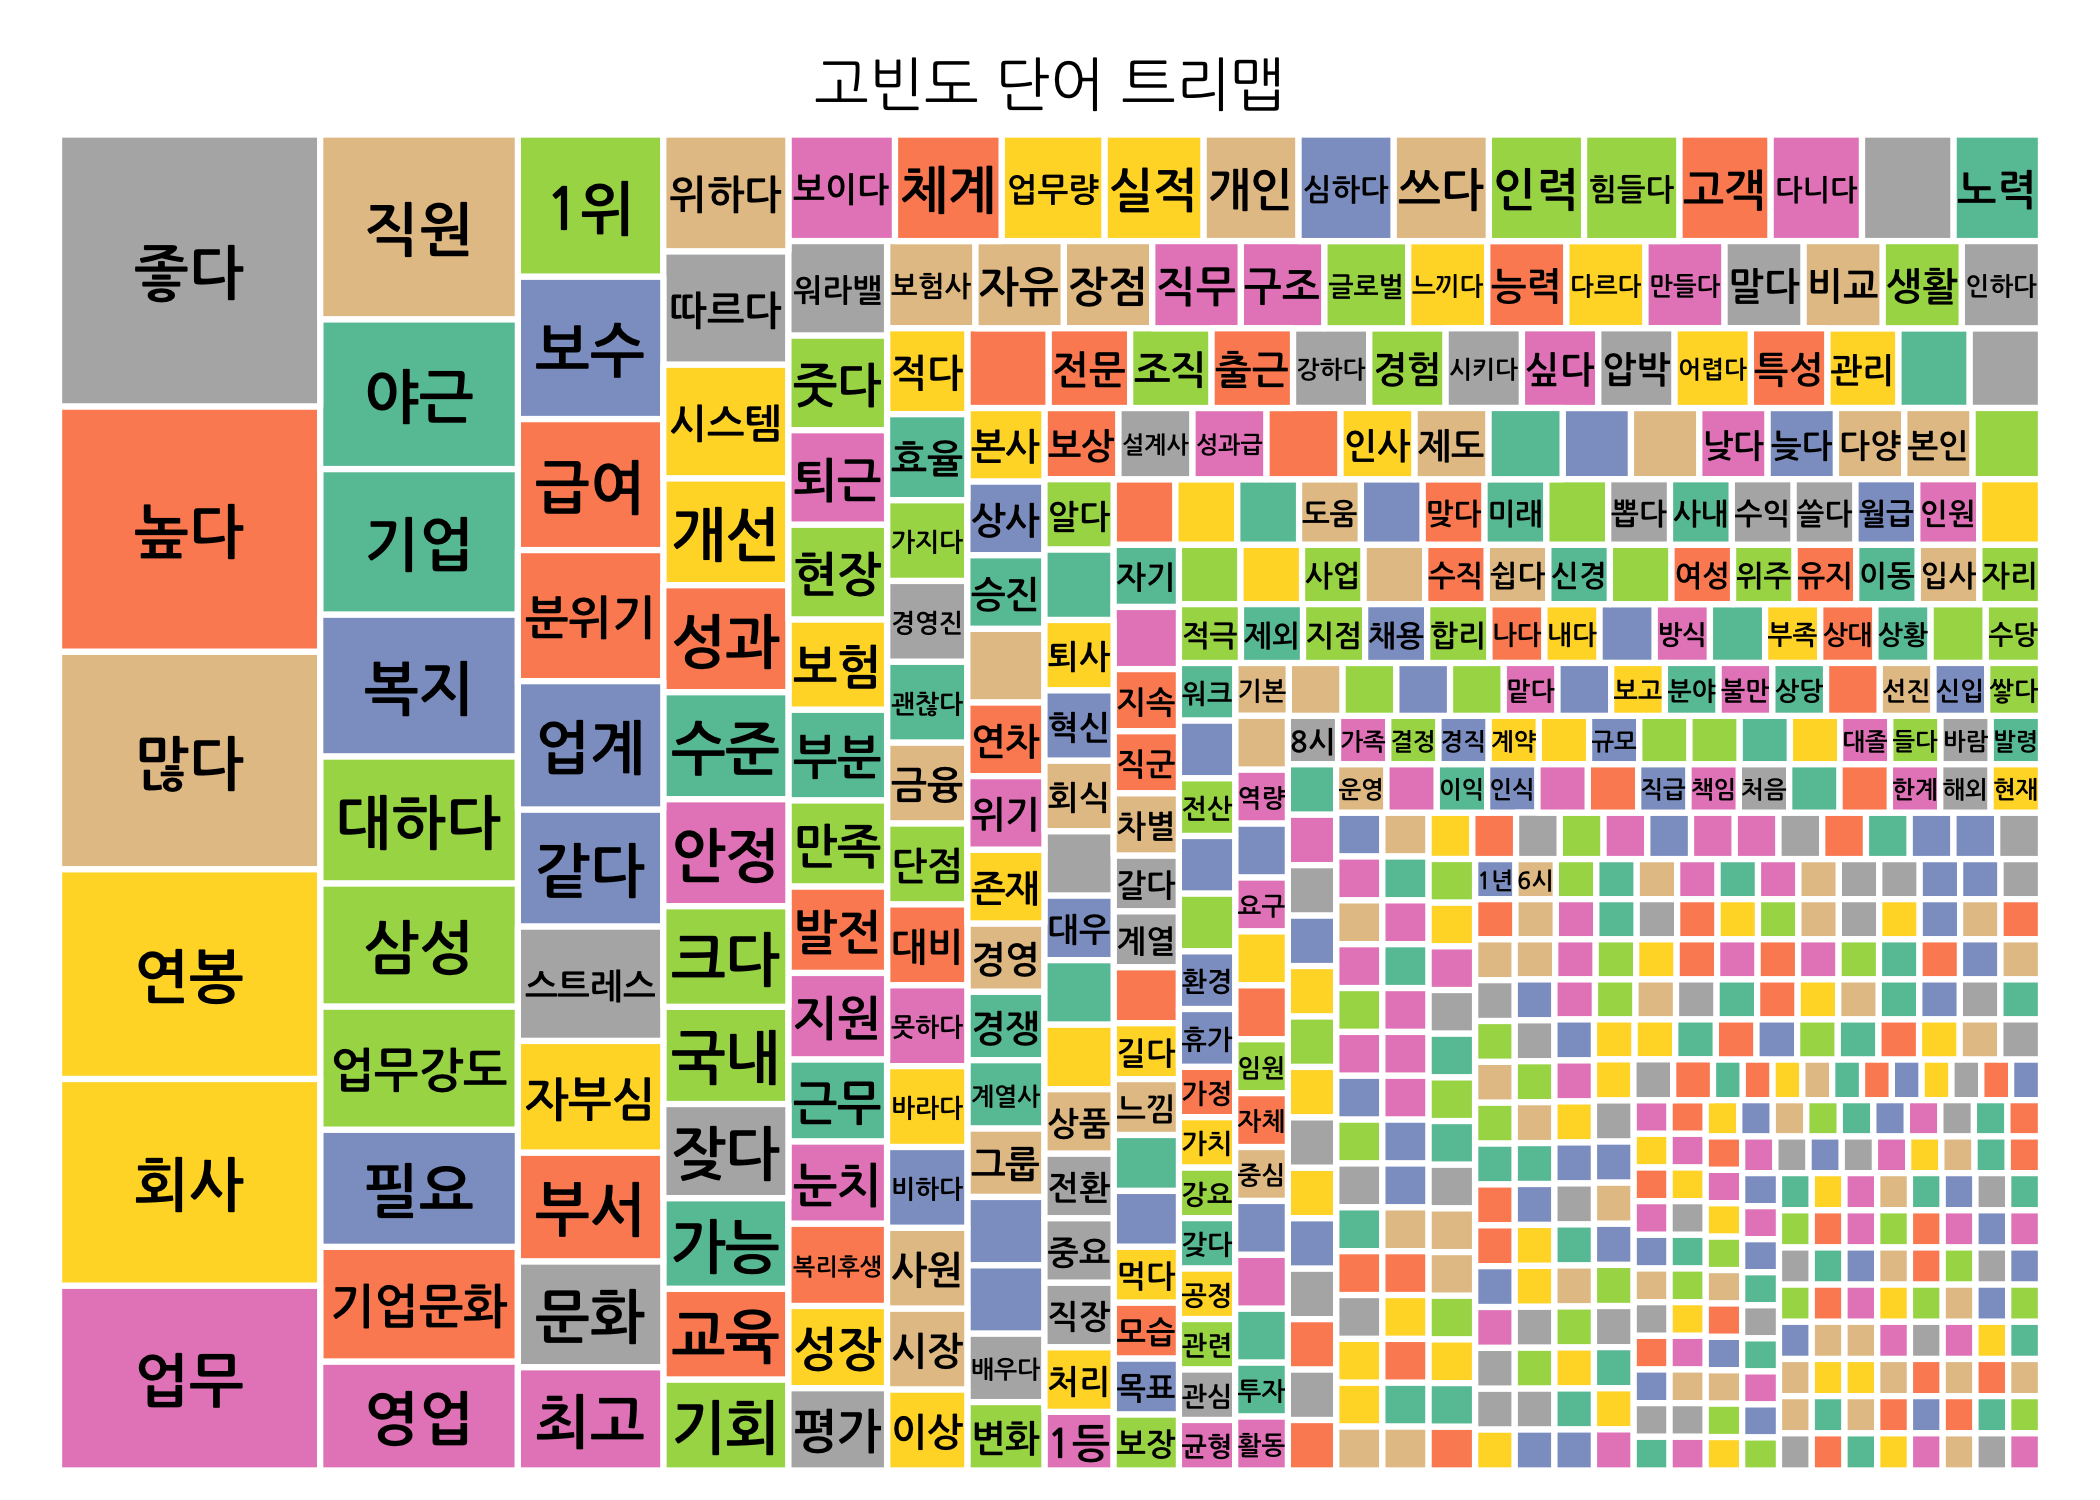 고빈도 단어 트리맵
좋다
높다
많다
연봉
회사
업무
직원
야근
기업
복지
대하다
삼성
업무강도
필요
기업문화
영업
1위
보수
급여
분위기
업계
같다
스트레스
자부심
부서
문화
최고
위하다
따르다
시스템
개선
성과
수준
안정
크다
국내
잦다
가능
교육
기회
보이다
체계
업무량
실적
개인
심하다
쓰다
인력
힘들다
고객
다니다
노력
워라밸
줏다
퇴근
현장
보험
부분
만족
발전
지원
근무
눈치
복리후생
성장
평가
보험사
자유
장점
직무
구조
글로벌
느끼다
능력
다르다
만들다
말다
비교
생활
인하다
적다
효율
가지다
경영진
괜찮다
금융
단점
대비
못하다
바라다
비하다
사원
시장
이상
전문
조직
출근
강하다
경험
시키다
싶다
압박
어렵다
특성
관리
본사
상사
승진
연차
위기
존재
경영
경쟁
계열사
그룹
배우다
변화
보상
설계사
성과급
인사
제도
낮다
늦다
다양
본인
알다
퇴사
혁신
회식
대우
상품
전환
중요
직장
처리
1등
도움
맞다
미래
뽑다
사내
수익
쓸다
월급
인원
자기
지속
직군
차별
갈다
계열
길다
느낌
먹다
모습
목표
보장
사업
수직
쉽다
신경
여성
위주
유지
이동
입사
자리
적극
제외
지점
채용
합리
나다
내다
방식
부족
상대
상황
수당
워크
전산
환경
휴가
가정
가치
강요
갖다
공정
관련
관심
균형
기본
맡다
보고
분야
불만
상당
선진
신입
쌓다
역량
요구
임원
자체
중심
투자
활동
8시
가족
결정
경직
계약
규모
대졸
들다
바람
발령
운영
이익
인식
직급
책임
처음
한계
해외
현재
1년
6시